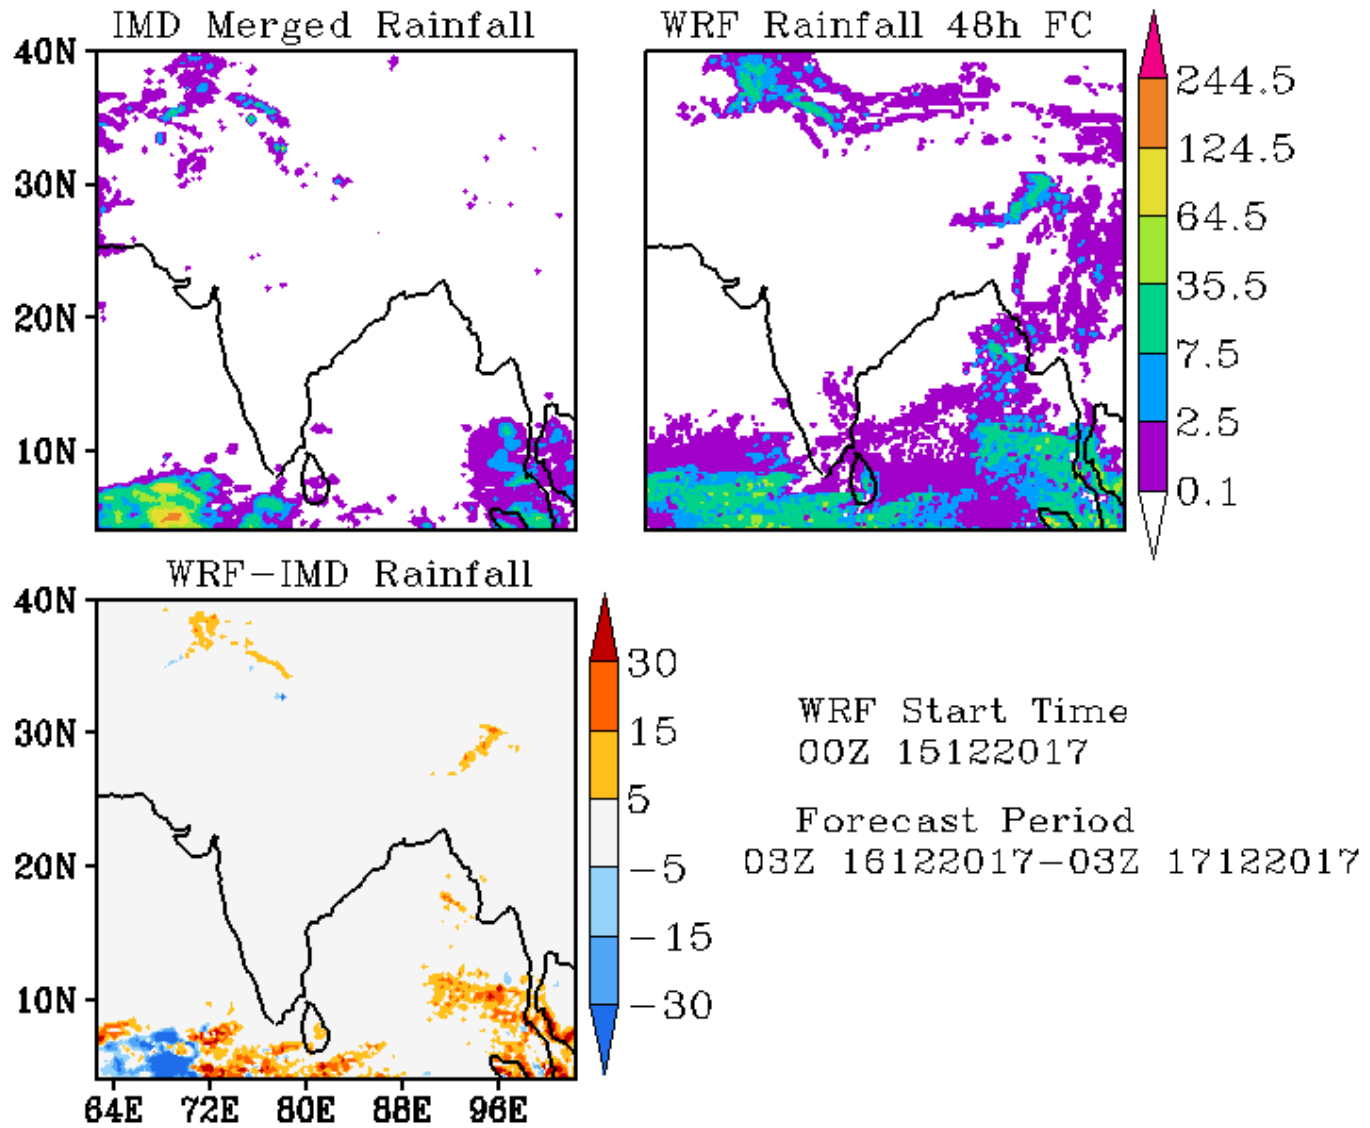 IMD Merged Rainfall
WRF Rainfall 48h FC
40N
30N
20N
10N
244.5
124.5
64.5
35.5
7.5
2.5
0.1
WRF-IMD Rainfall
40N
30N
20N
10N
64E 72E 80E 88E 96E
30
15
5
-5
-15
-30
WRF Start Time
00Z 15122017
Forecast Period
03Z 16122017-03Z 17122017